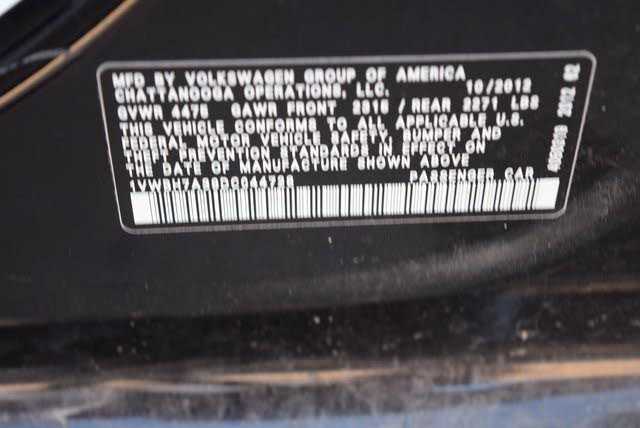 MFD BY VOLKSWAGEN GROUP OF AMERICA
CHATTANOOGA OPERATIONS, LLC. 10/2012
GVWR 4475 GAWR FRONT 2315 / REAR 2271 LBS
THIS VEHICLE CONFORMS TO ALL APPLICABLE U.S.
FEDERAL MOTOR VEHICLE SAFETY, BUMPER AND
THEFT PREVENTION STANDARDS IN EFFECT ON
THE DATE OF MANUFACTURE SHOWN ABOVE
PASSENGER CAR
2012